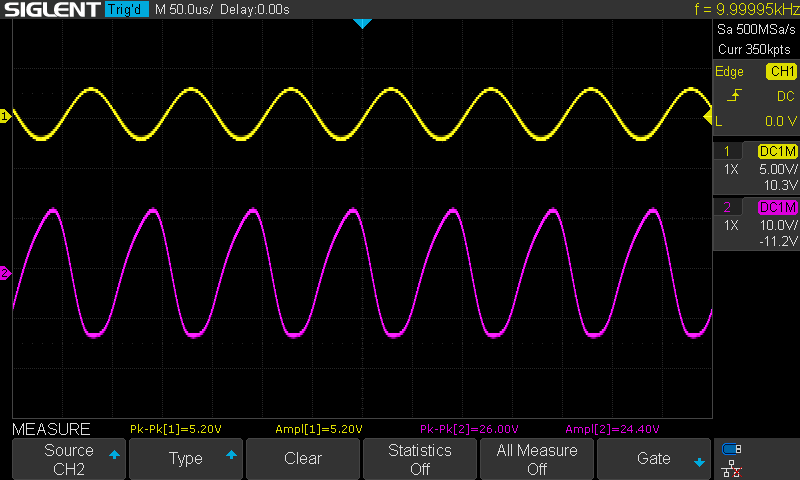 SIGLENT Trig'd M 50.0us/ Delay:0.00s f = 9.99995kHz
Sa 500MSa/s
Curr 350kpts
Edge CH1
DC
L 0.0 V
1 DC1M
1X 5.00V/
10.3V
2 DC1M
1X 10.0V/
-11.2V
1
2
MEASURE Pk-Pk[1]=5.20V Ampl[1]=5.20V Pk-Pk[2]=26.00V Ampl[2]=24.40V
Source CH2
Type
Clear
Statistics Off
All Measure Off
Gate